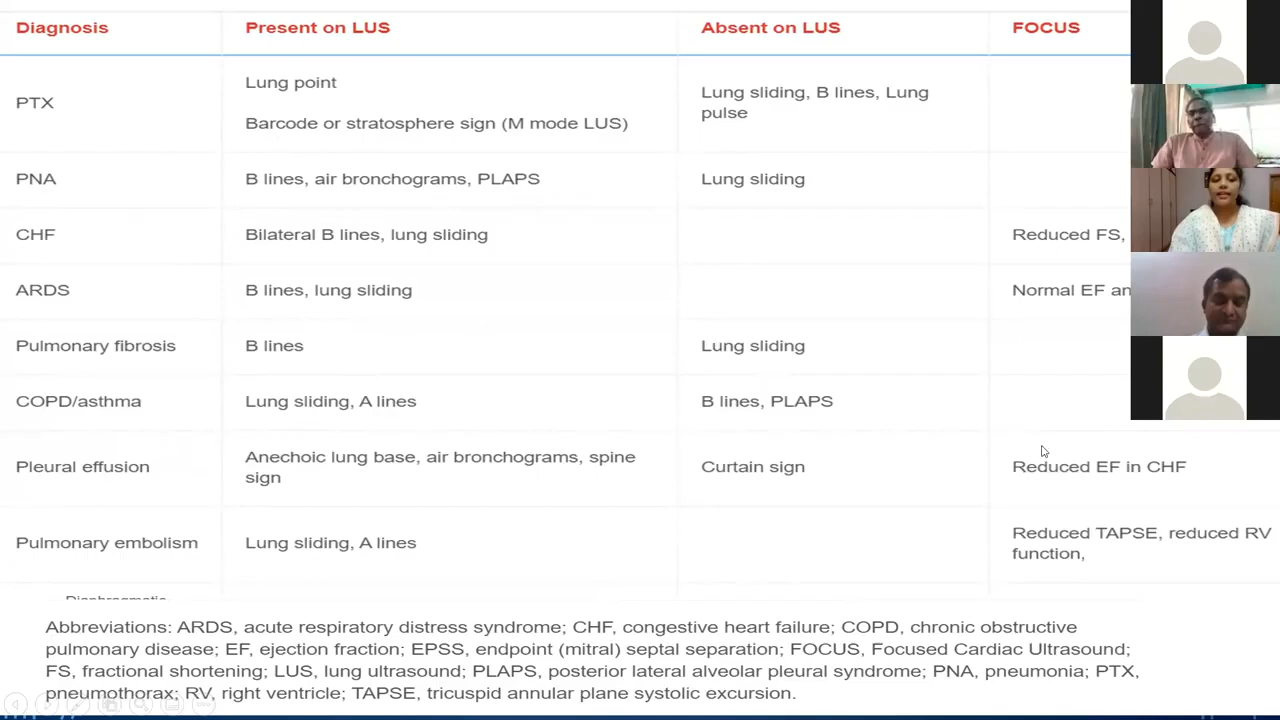 Diagnosis Present on LUS Absent on LUS FOCUS
Lung point
PTX Lung sliding, B lines, Lung
pulse
Barcode or stratosphere sign (M mode LUS)
PNA B lines, air bronchograms, PLAPS Lung sliding
CHF Bilateral B lines, lung sliding Reduced FS,
ARDS B lines, lung sliding Normal EF an
Pulmonary fibrosis B lines Lung sliding
COPD/asthma Lung sliding, A lines B lines, PLAPS
Pleural effusion Anechoic lung base, air bronchograms, spine
sign Curtain sign Reduced EF in CHF
Pulmonary embolism Lung sliding, A lines Reduced TAPSE, reduced RV
function,
Abbreviations: ARDS, acute respiratory distress syndrome; CHF, congestive heart failure; COPD, chronic obstructive
pulmonary disease; EF, ejection fraction; EPSS, endpoint (mitral) septal separation; FOCUS, Focused Cardiac Ultrasound;
FS, fractional shortening; LUS, lung ultrasound; PLAPS, posterior lateral alveolar pleural syndrome; PNA, pneumonia; PTX,
pneumothorax; RV, right ventricle; TAPSE, tricuspid annular plane systolic excursion.